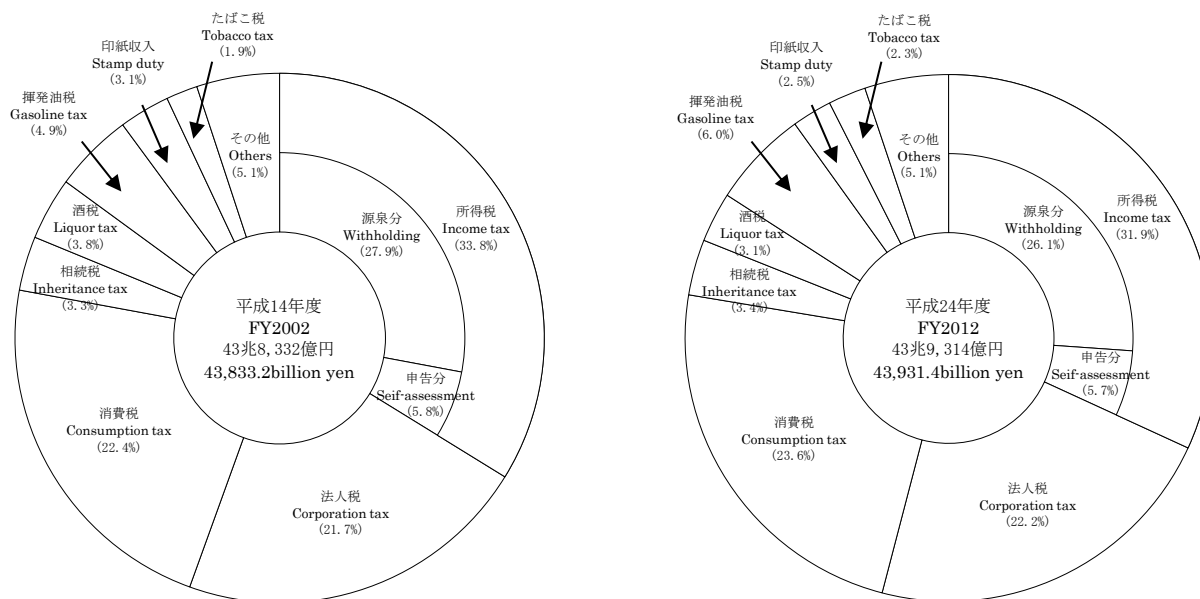 たばこ税
Tobacco tax
(1.9%)
印紙収入
Stamp duty
(3.1%)
揮発油税
Gasoline tax
(4.9%)
その他
Others
(5.1%)
酒税
Liquor tax
(3.8%)
相続税
Inheritance tax
(3.3%)
源泉分
Withholding
(27.9%)
所得税
Income tax
(33.8%)
平成14年度
FY2002
43兆8,332億円
43,833.2billion yen
申告分
Seif-assessment
(5.8%)
消費税
Consumption tax
(22.4%)
法人税
Corporation tax
(21.7%)
たばこ税
Tobacco tax
(2.3%)
印紙収入
Stamp duty
(2.5%)
揮発油税
Gasoline tax
(6.0%)
その他
Others
(5.1%)
酒税
Liquor tax
(3.1%)
相続税
Inheritance tax
(3.4%)
源泉分
Withholding
(26.1%)
所得税
Income tax
(31.9%)
平成24年度
FY2012
43兆9,314億円
43,931.4billion yen
申告分
Seif-assessment
(5.7%)
消費税
Consumption tax
(23.6%)
法人税
Corporation tax
(22.2%)